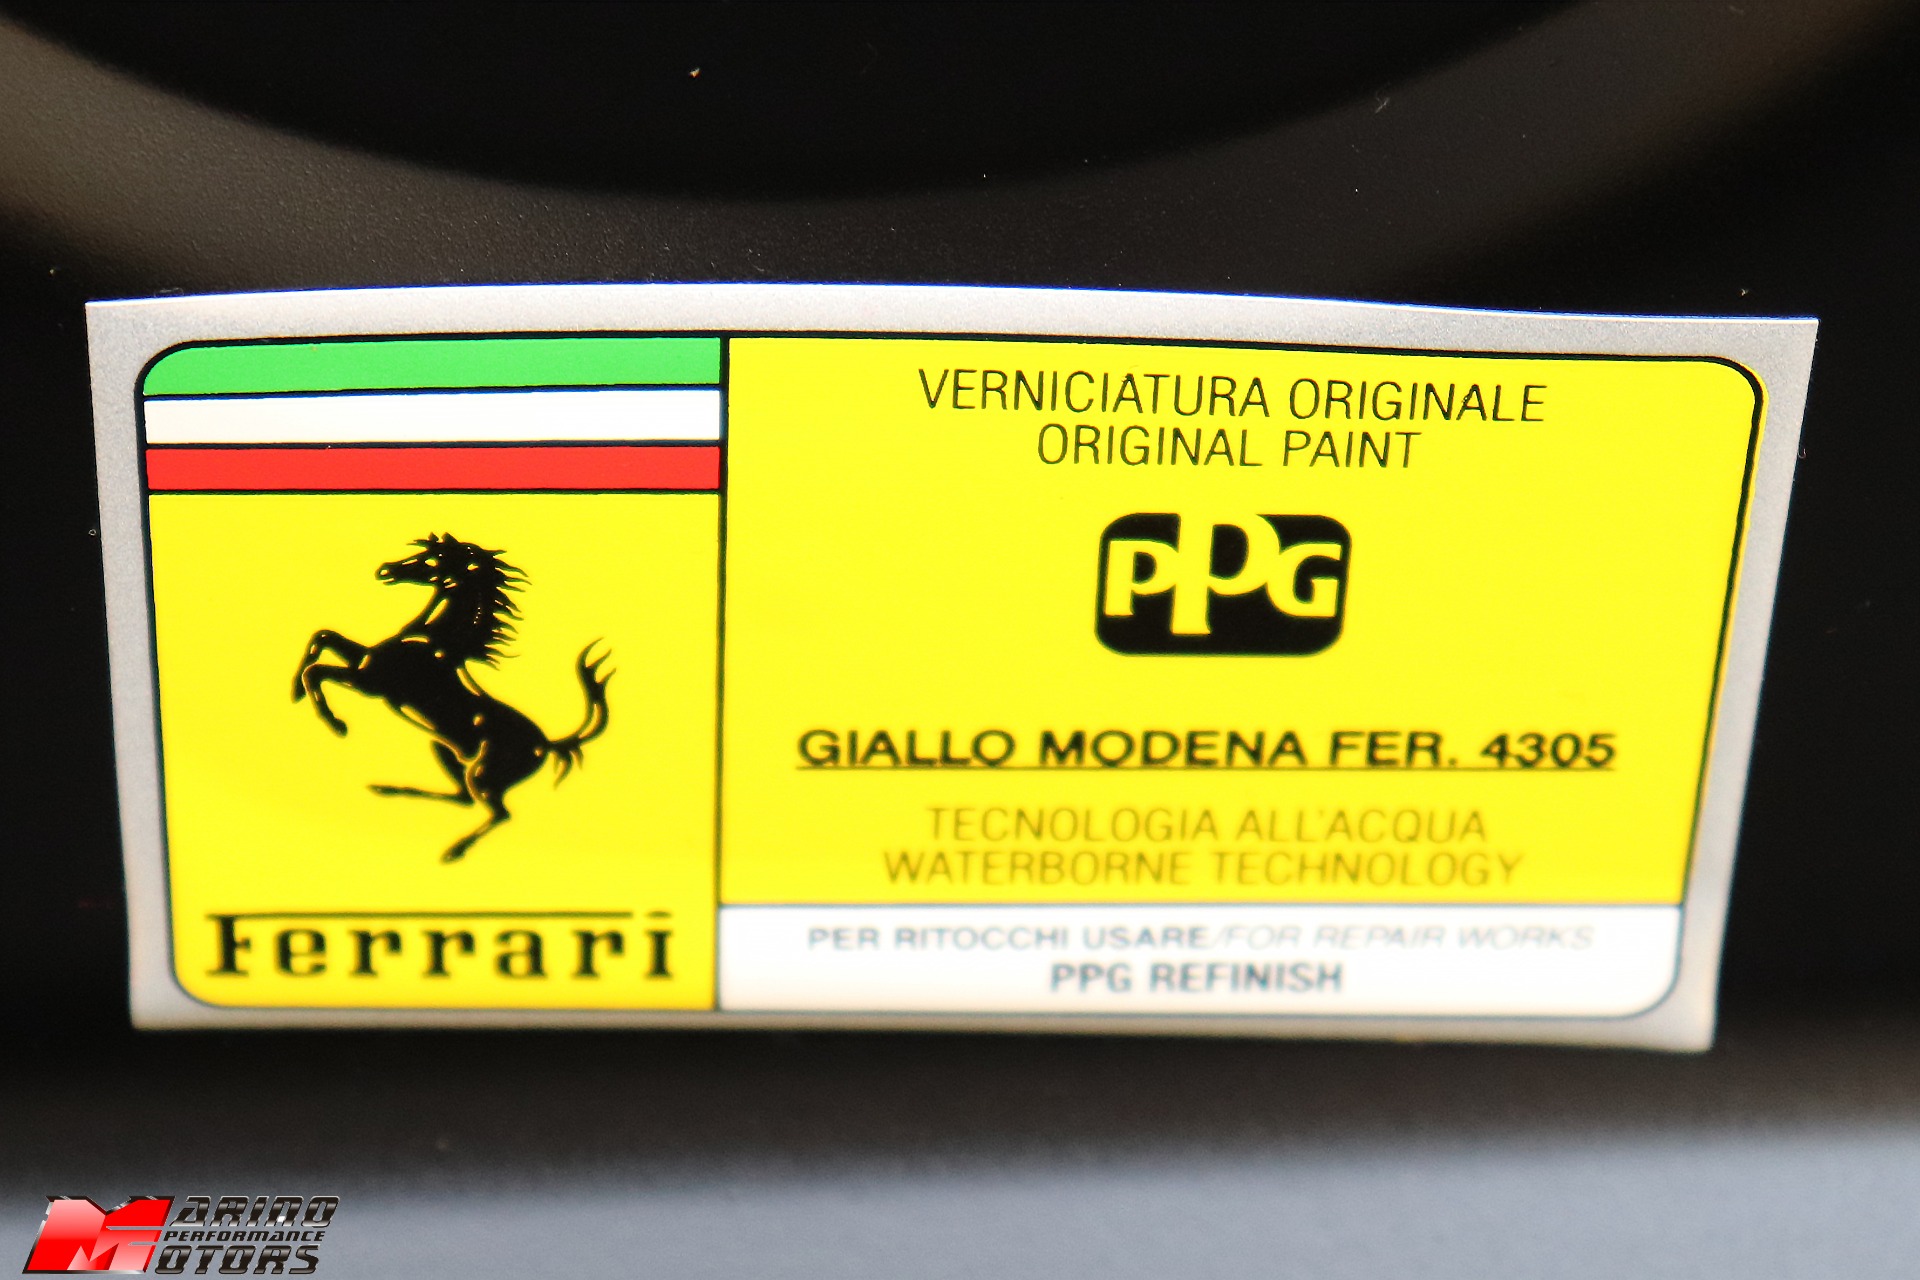 VERNICIATURA ORIGINALE
ORIGINAL PAINT
PPG
GIALLO MODENA FER. 4305
TECNOLOGIA ALL'ACQUA
WATERBORNE TECHNOLOGY
PER RITOCCHI USARE/FOR REPAIR WORKS
PPG REFINISH
Ferrari
MARINO
PERFORMANCE
MOTORS